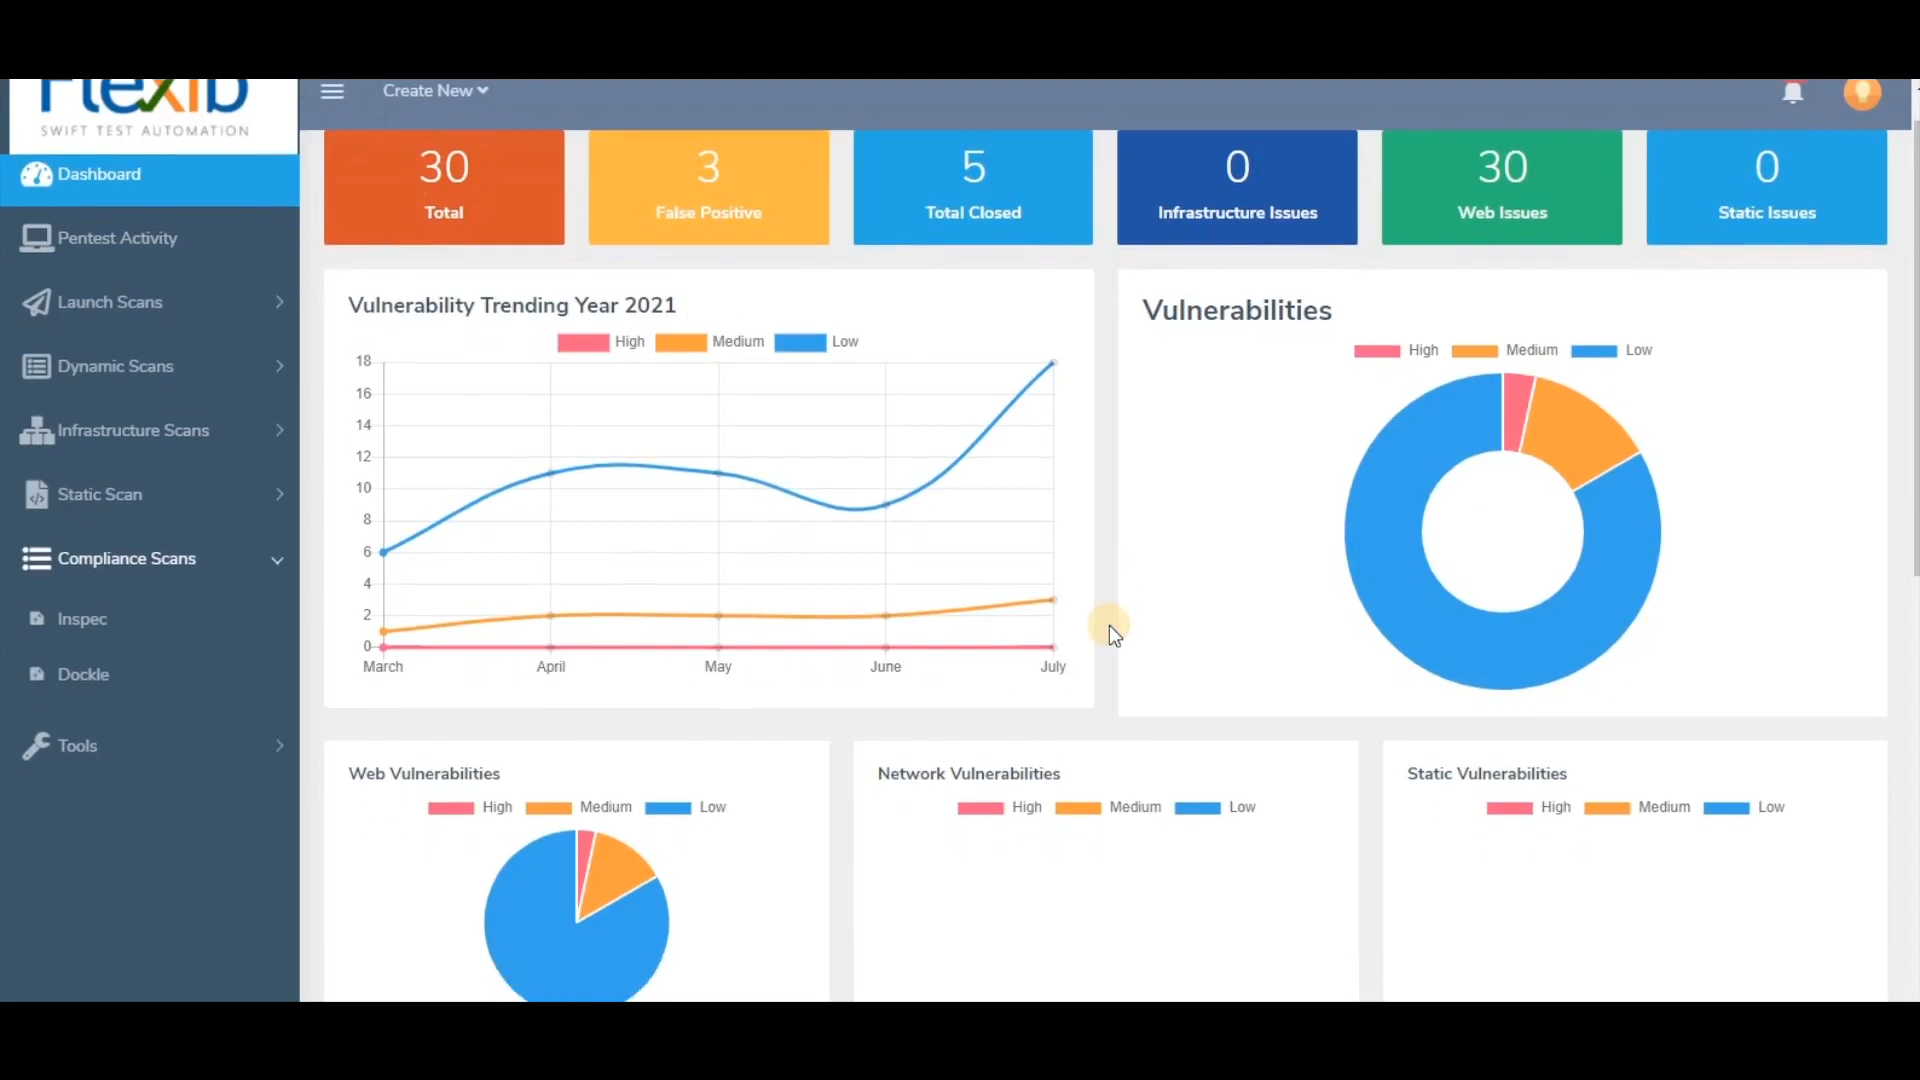 Flexib
SWIFT TEST AUTOMATION
Create New
Dashboard
Pentest Activity
Launch Scans
Dynamic Scans
Infrastructure Scans
Static Scan
Compliance Scans
Inspec
Dockle
Tools
30
Total
3
False Positive
5
Total Closed
0
Infrastructure Issues
30
Web Issues
0
Static Issues
Vulnerability Trending Year 2021
High Medium Low
18
16
14
12
10
8
6
4
2
0
March April May June July
Vulnerabilities
High Medium Low
Web Vulnerabilities
High Medium Low
Network Vulnerabilities
High Medium Low
Static Vulnerabilities
High Medium Low